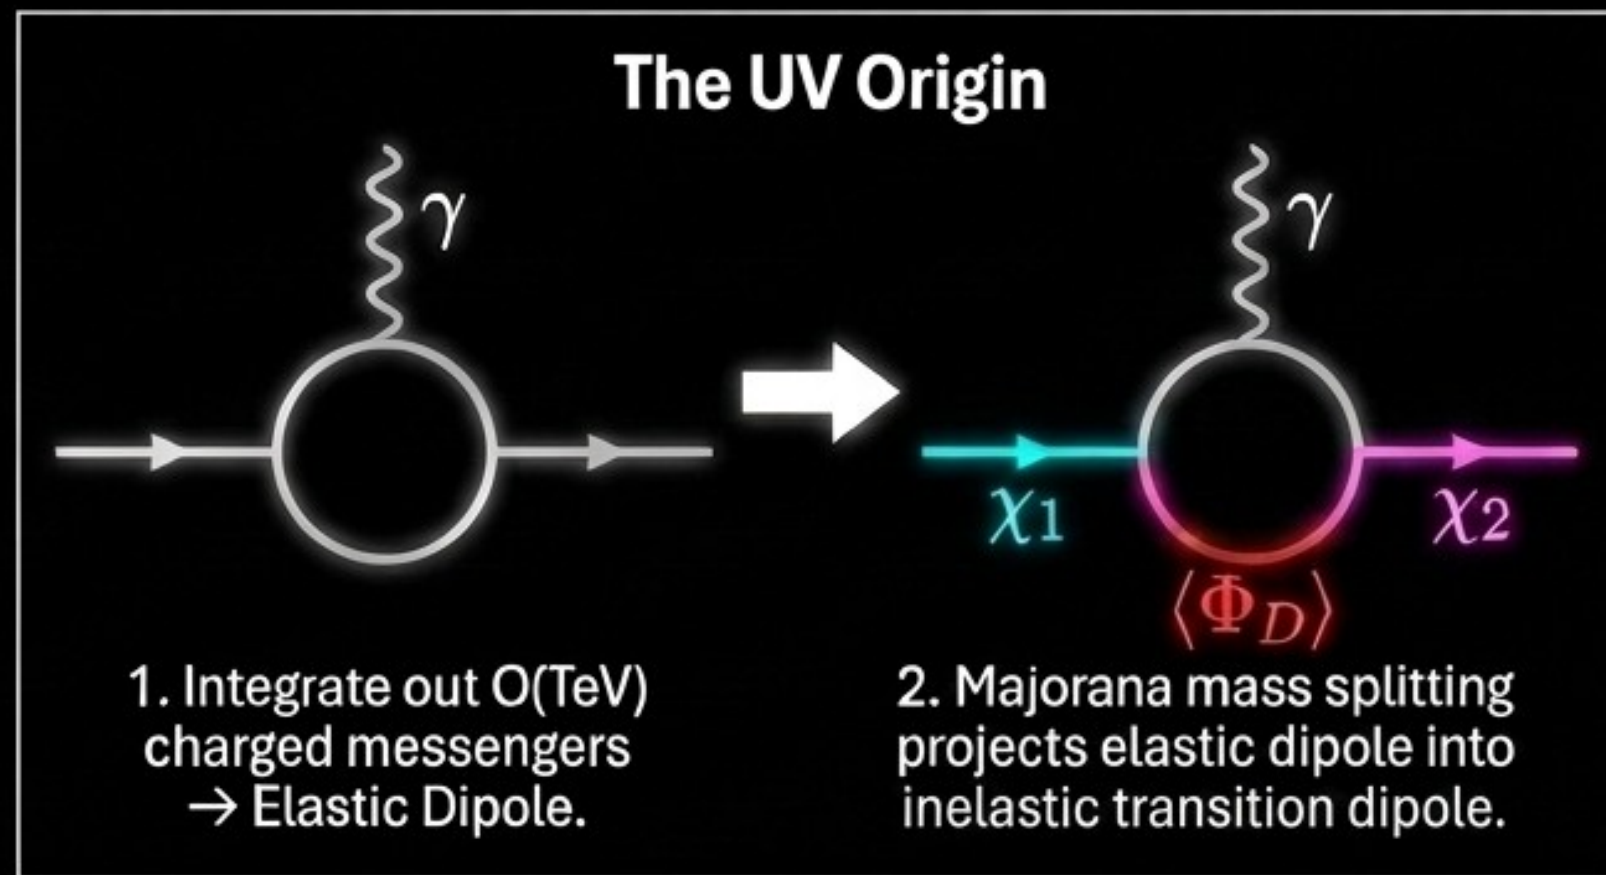 The UV Origin
γ
γ
χ1
χ2
⟨Φ_D⟩
1. Integrate out O(TeV)
charged messengers
→ Elastic Dipole.
2. Majorana mass splitting
projects elastic dipole into
inelastic transition dipole.